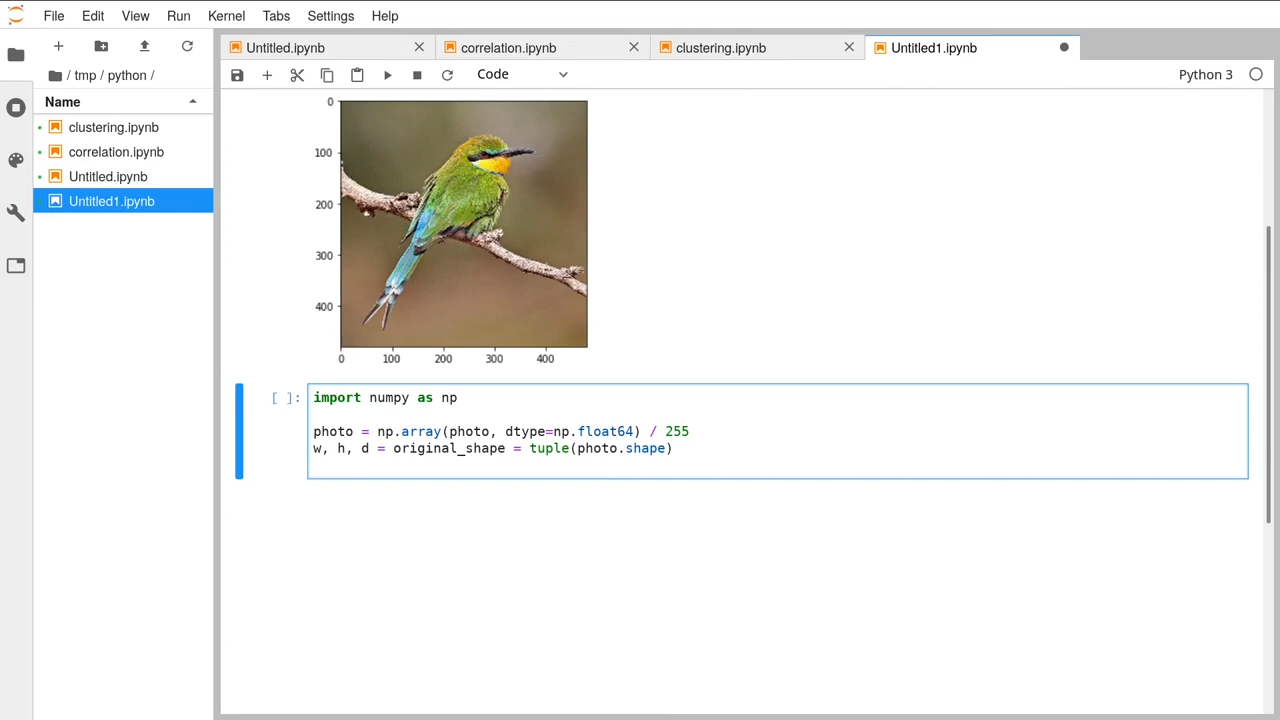 File Edit View Run Kernel Tabs Settings Help
Untitled.ipynb correlation.ipynb clustering.ipynb Untitled1.ipynb
/ tmp / python /
Code
Python 3
Name
clustering.ipynb
correlation.ipynb
Untitled.ipynb
Untitled1.ipynb
0
100
200
300
400
0 100 200 300 400
[ ]: import numpy as np
photo = np.array(photo, dtype=np.float64) / 255
w, h, d = original_shape = tuple(photo.shape)